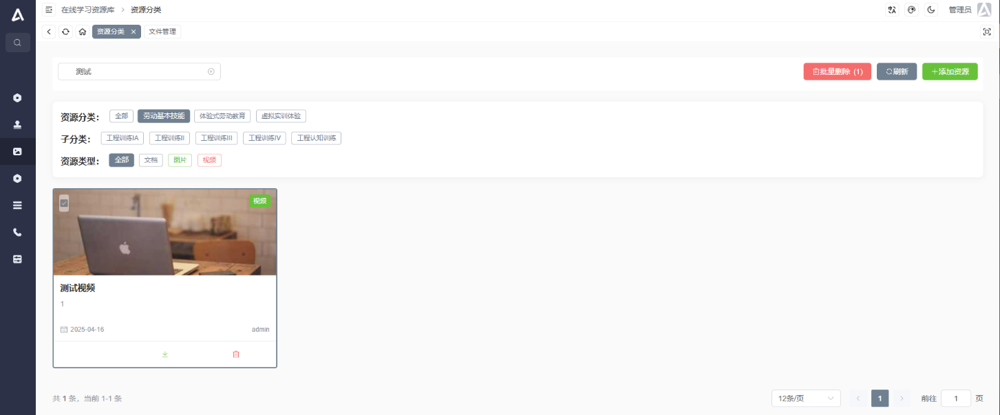 在线学习资源库 > 资源分类 管理员
资源分类 × 文件管理
测试 批量删除 (1) 刷新 +添加资源
资源分类: 全部 劳动基本技能 体验式劳动教育 虚拟实训体验
子分类: 工程训练IA 工程训练II 工程训练III 工程训练IV 工程认知训练
资源类型: 全部 文档 图片 视频
视频
测试视频
1
2025-04-16 admin
共 1 条，当前 1-1 条 12条/页 < 1 > 前往 1 页